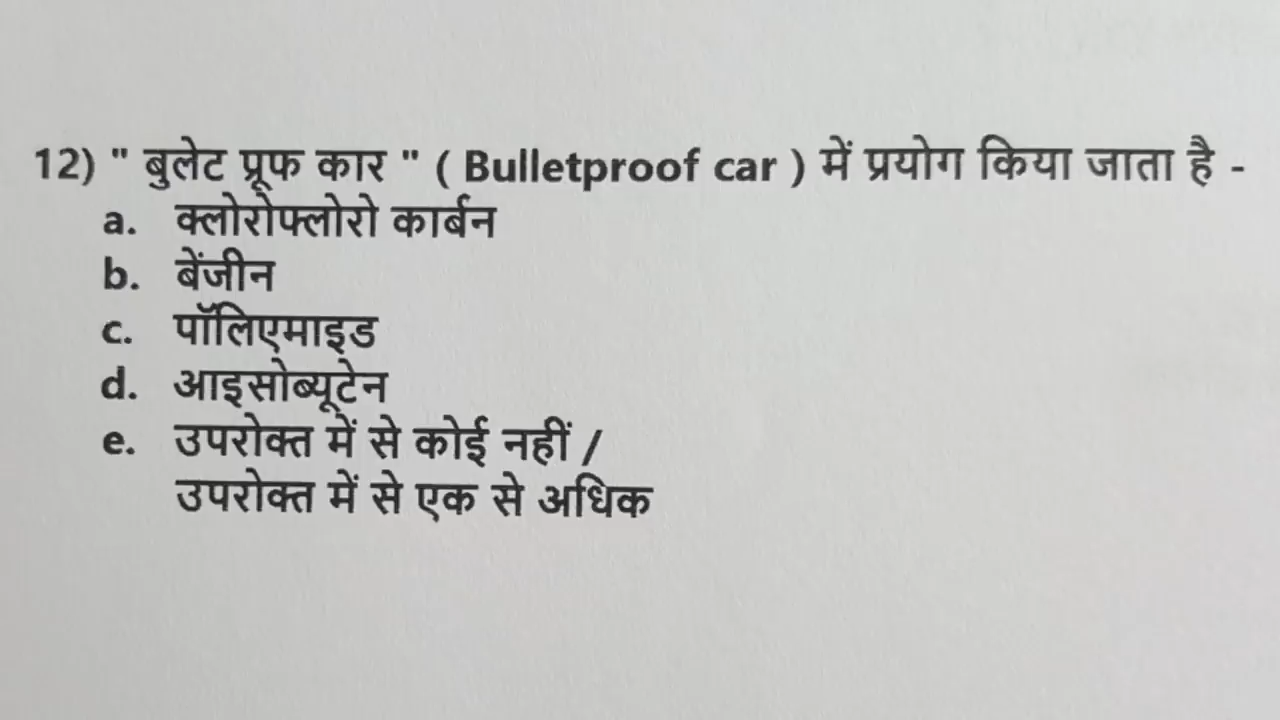 12) " बुलेट प्रूफ कार " ( Bulletproof car ) में प्रयोग किया जाता है -
a. क्लोरोफ्लोरो कार्बन
b. बेंजीन
c. पॉलिएमाइड
d. आइसोब्यूटेन
e. उपरोक्त में से कोई नहीं /
उपरोक्त में से एक से अधिक